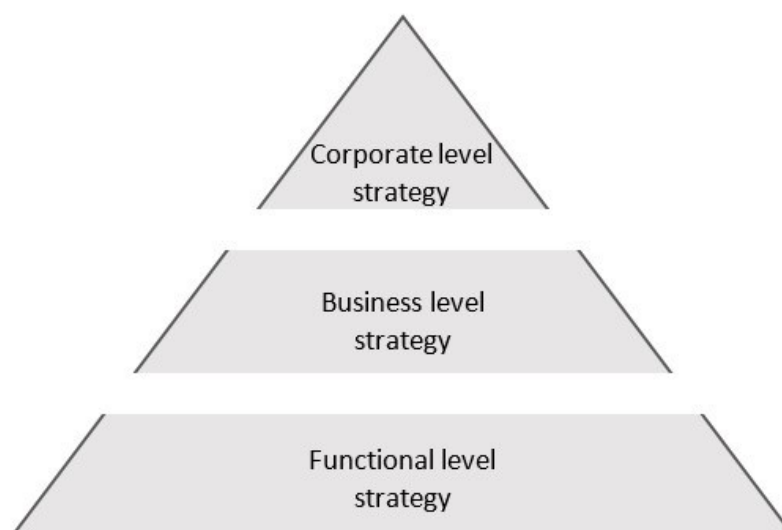 Corporate level
strategy
Business level
strategy
Functional level
strategy